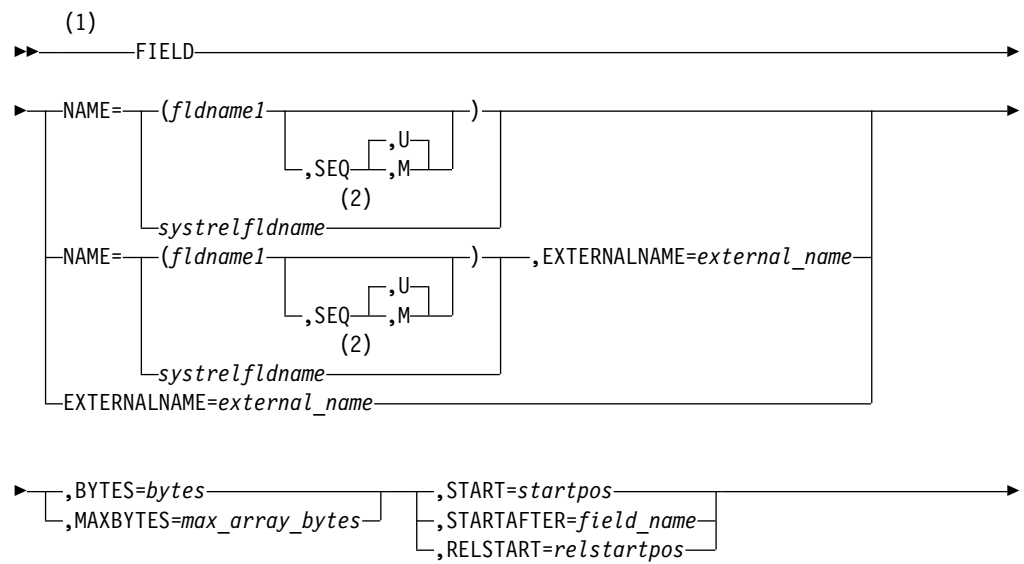 (1)
FIELD
NAME= (fldname1 )
,U
,SEQ ,M
(2)
systrelfldname
NAME= (fldname1 ) ,EXTERNALNAME=external_name
,U
,SEQ ,M
(2)
systrelfldname
EXTERNALNAME=external_name
,BYTES=bytes ,START=startpos
,MAXBYTES=max_array_bytes ,STARTAFTER=field_name
,RELSTART=relstartpos